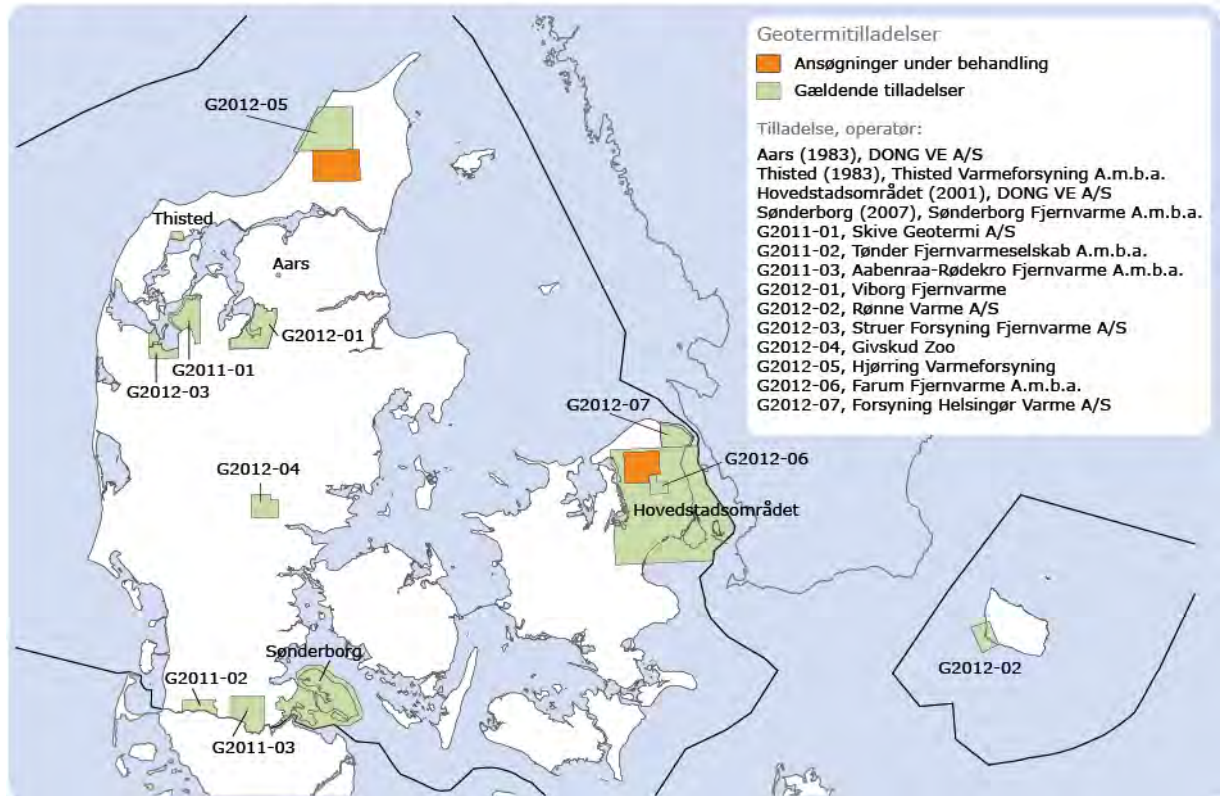 Geotermitilladelser
Ansøgninger under behandling
Gældende tilladelser
Tilladelse, operatør:
Aars (1983), DONG VE A/S
Thisted (1983), Thisted Varmeforsyning A.m.b.a.
Hovedstadsområdet (2001), DONG VE A/S
Sønderborg (2007), Sønderborg Fjernvarme A.m.b.a.
G2011-01, Skive Geotermi A/S
G2011-02, Tønder Fjernvarmeselskab A.m.b.a.
G2011-03, Aabenraa-Rødekro Fjernvarme A.m.b.a.
G2012-01, Viborg Fjernvarme
G2012-02, Rønne Varme A/S
G2012-03, Struer Forsyning Fjernvarme A/S
G2012-04, Givskud Zoo
G2012-05, Hjørring Varmeforsyning
G2012-06, Farum Fjernvarme A.m.b.a.
G2012-07, Forsyning Helsingør Varme A/S
G2012-05
Thisted
Aars
G2012-01
G2011-01
G2012-03
G2012-07
G2012-06
G2012-04
Hovedstadsområdet
Sønderborg
G2011-02
G2012-02
G2011-03